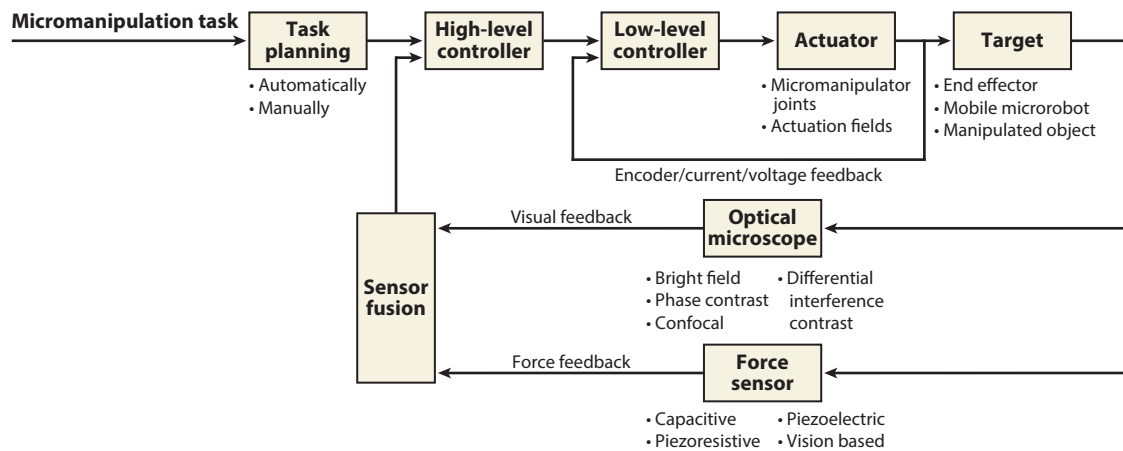 Micromanipulation task
Task
planning
• Automatically
• Manually
High-level
controller
Low-level
controller
Actuator
• Micromanipulator
joints
• Actuation fields
Target
• End effector
• Mobile microrobot
• Manipulated object
Encoder/current/voltage feedback
Sensor
fusion
Visual feedback
Optical
microscope
• Bright field
• Phase contrast
• Confocal
• Differential
interference
contrast
Force feedback
Force
sensor
• Capacitive
• Piezoresistive
• Piezoelectric
• Vision based